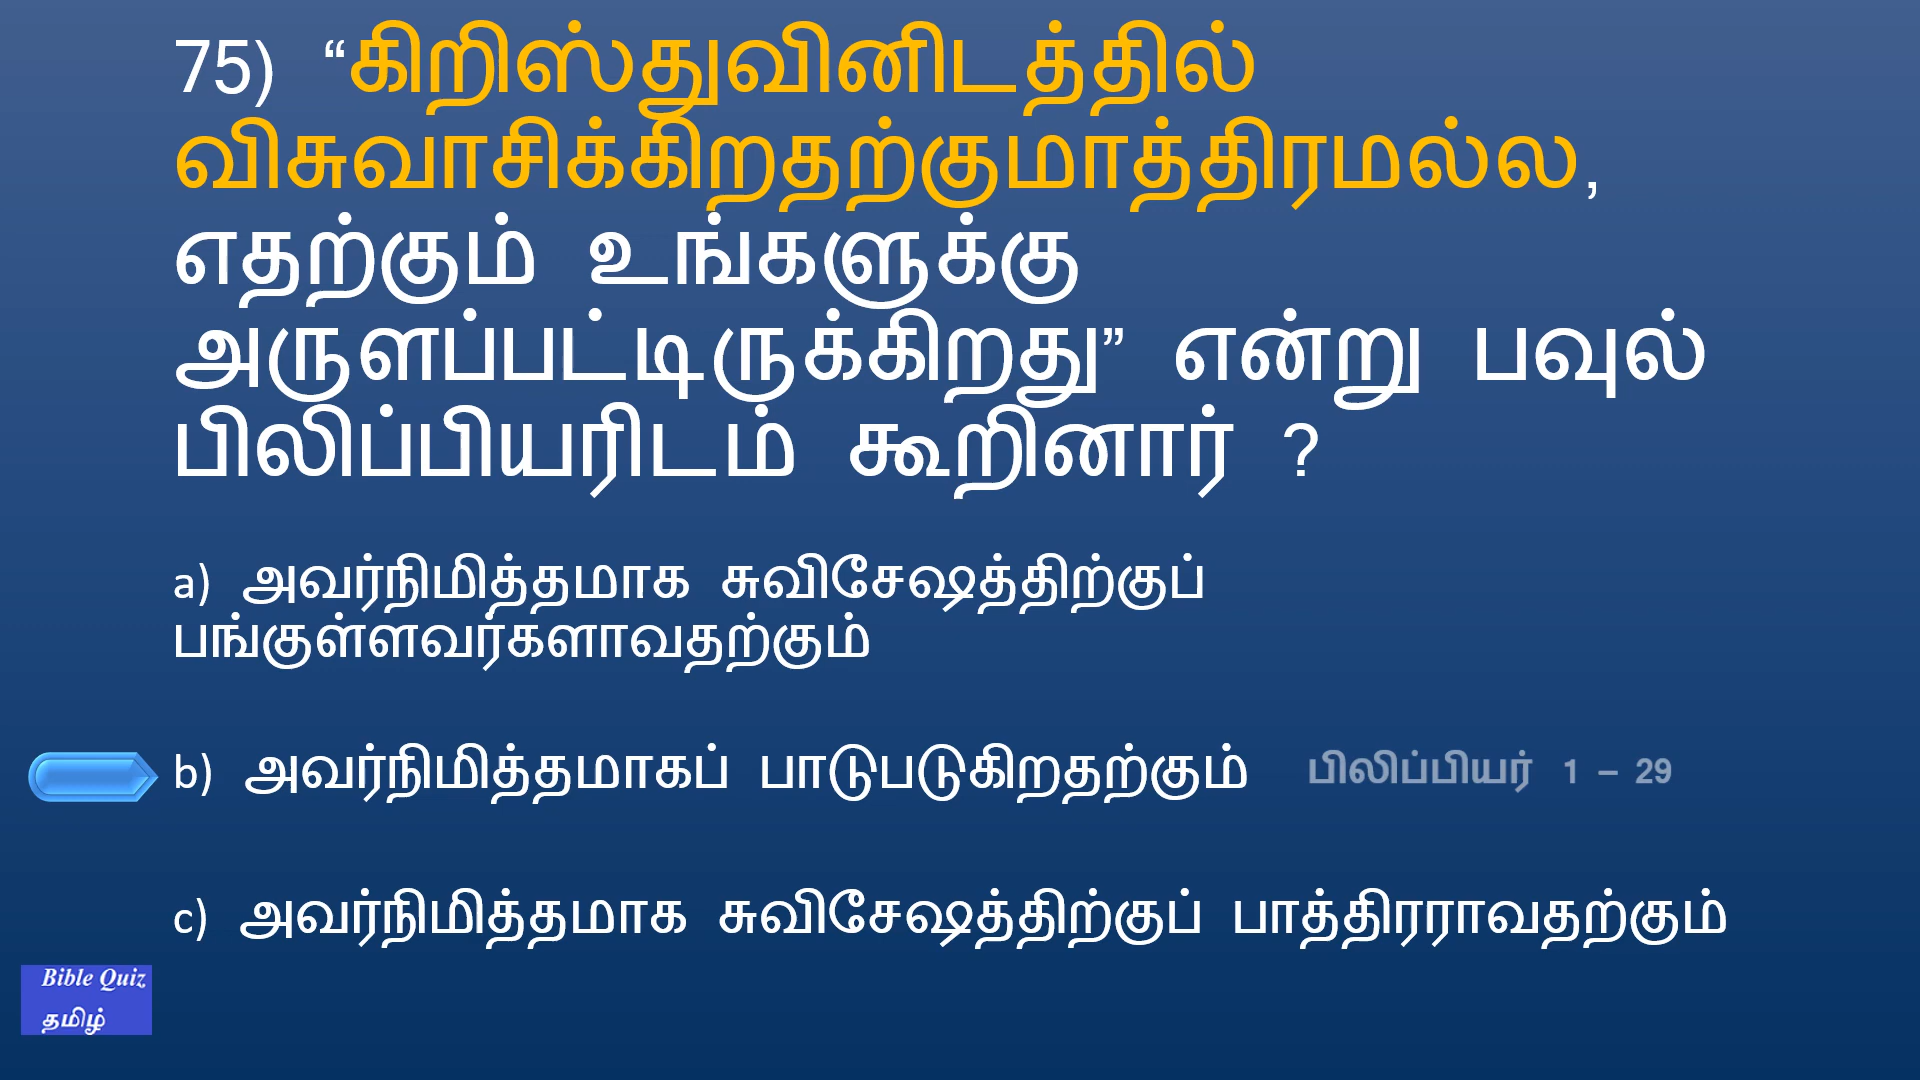 75) “கிறிஸ்துவினிடத்தில்
விசுவாசிக்கிறதற்குமாத்திரமல்ல,
எதற்கும் உங்களுக்கு
அருளப்பட்டிருக்கிறது” என்று பவுல்
பிலிப்பியரிடம் கூறினார் ?
a) அவர்நிமித்தமாக சுவிசேஷத்திற்குப்
பங்குள்ளவர்களாவதற்கும்
b) அவர்நிமித்தமாகப் பாடுபடுகிறதற்கும் பிலிப்பியர் 1 – 29
c) அவர்நிமித்தமாக சுவிசேஷத்திற்குப் பாத்திரராவதற்கும்
Bible Quiz
தமிழ்